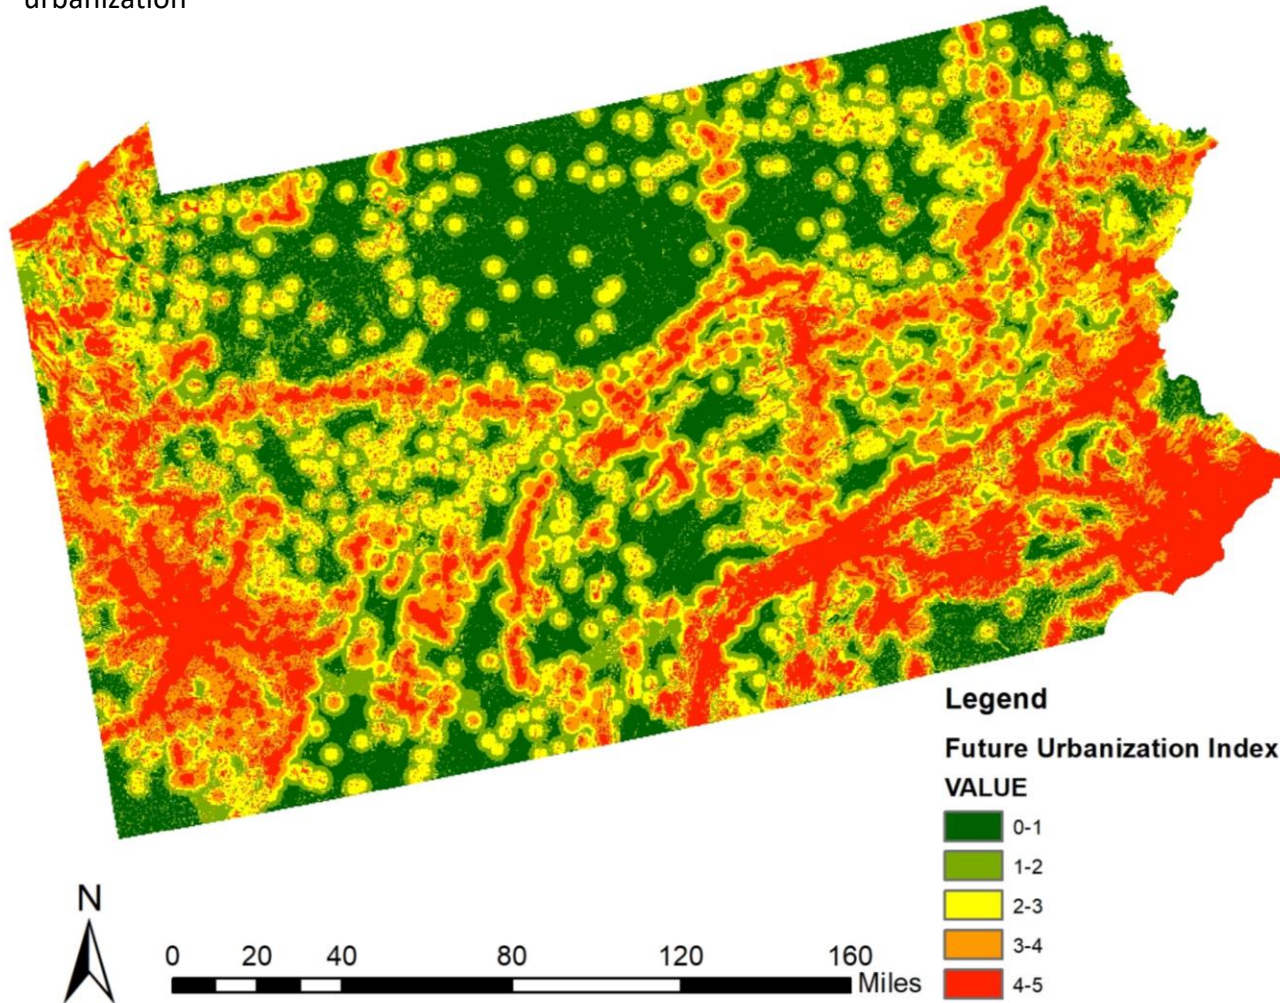 urbanization
Legend
Future Urbanization Index
VALUE
0-1
1-2
2-3
3-4
4-5
N
0 20 40 80 120 160
Miles